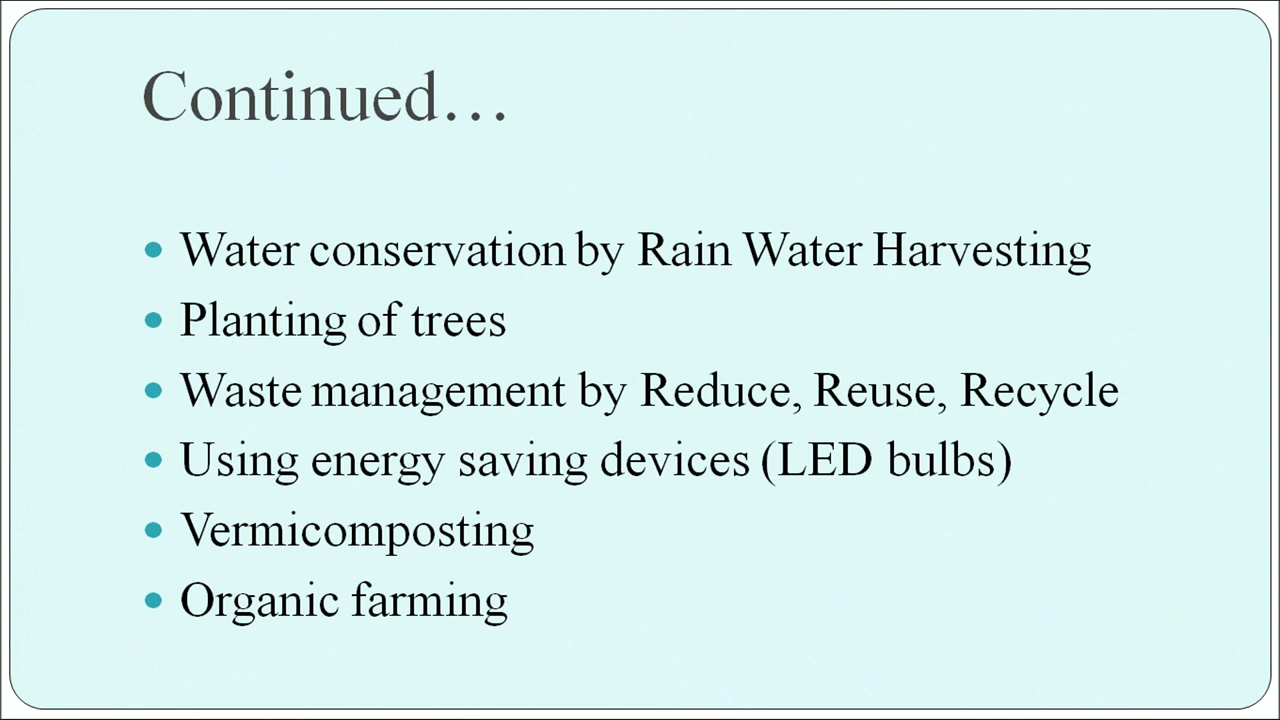 Continued…
• Water conservation by Rain Water Harvesting
• Planting of trees
• Waste management by Reduce, Reuse, Recycle
• Using energy saving devices (LED bulbs)
• Vermicomposting
• Organic farming